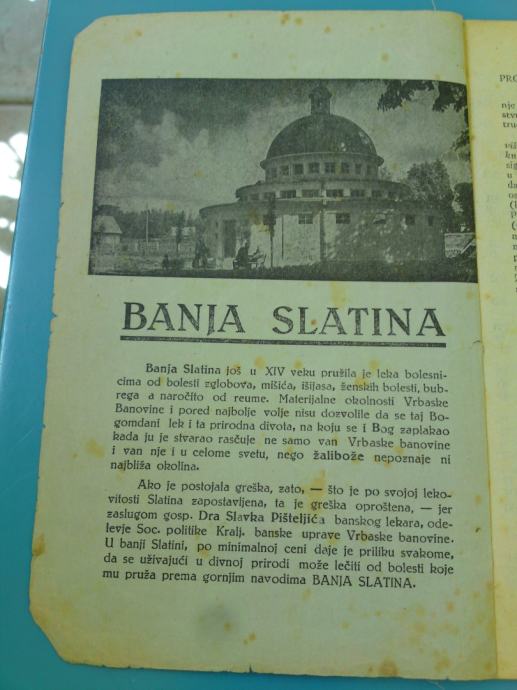 BANJA SLATINA
Banja Slatina još u XIV veku pružila je leka bolesni-
cima od bolesti zglobova, mišića, išijasa, ženskih bolesti, bub-
rega a naročito od reume. Materijalne okolnosti Vrbaske
Banovine i pored najbolje volje nisu dozvolile da se taj Bo-
gomdani lek i ta prirodna divota, na koju se i Bog zaplakao
kada ju je stvarao rasčuje ne samo van Vrbaske banovine
i van nje i u celome svetu, nego žalibože nepoznaje ni
najbliža okolina.
Ako je postojala greška, zato, — što je po svojoj leko-
vitosti Slatina zapostavljena, ta je greška oproštena, — jer
zaslugom gosp. Dra Slavka Pišteljića banskog lekara, ode-
levje Soc. politike Kralj. banske uprave Vrbaske banovine.
U banji Slatini, po minimalnoj ceni daje je priliku svakome,
da se uživajući u divnoj prirodi može lečiti od bolesti koje
mu pruža prema gornjim navodima BANJA SLATINA.
PRO
nje
stvu
tru